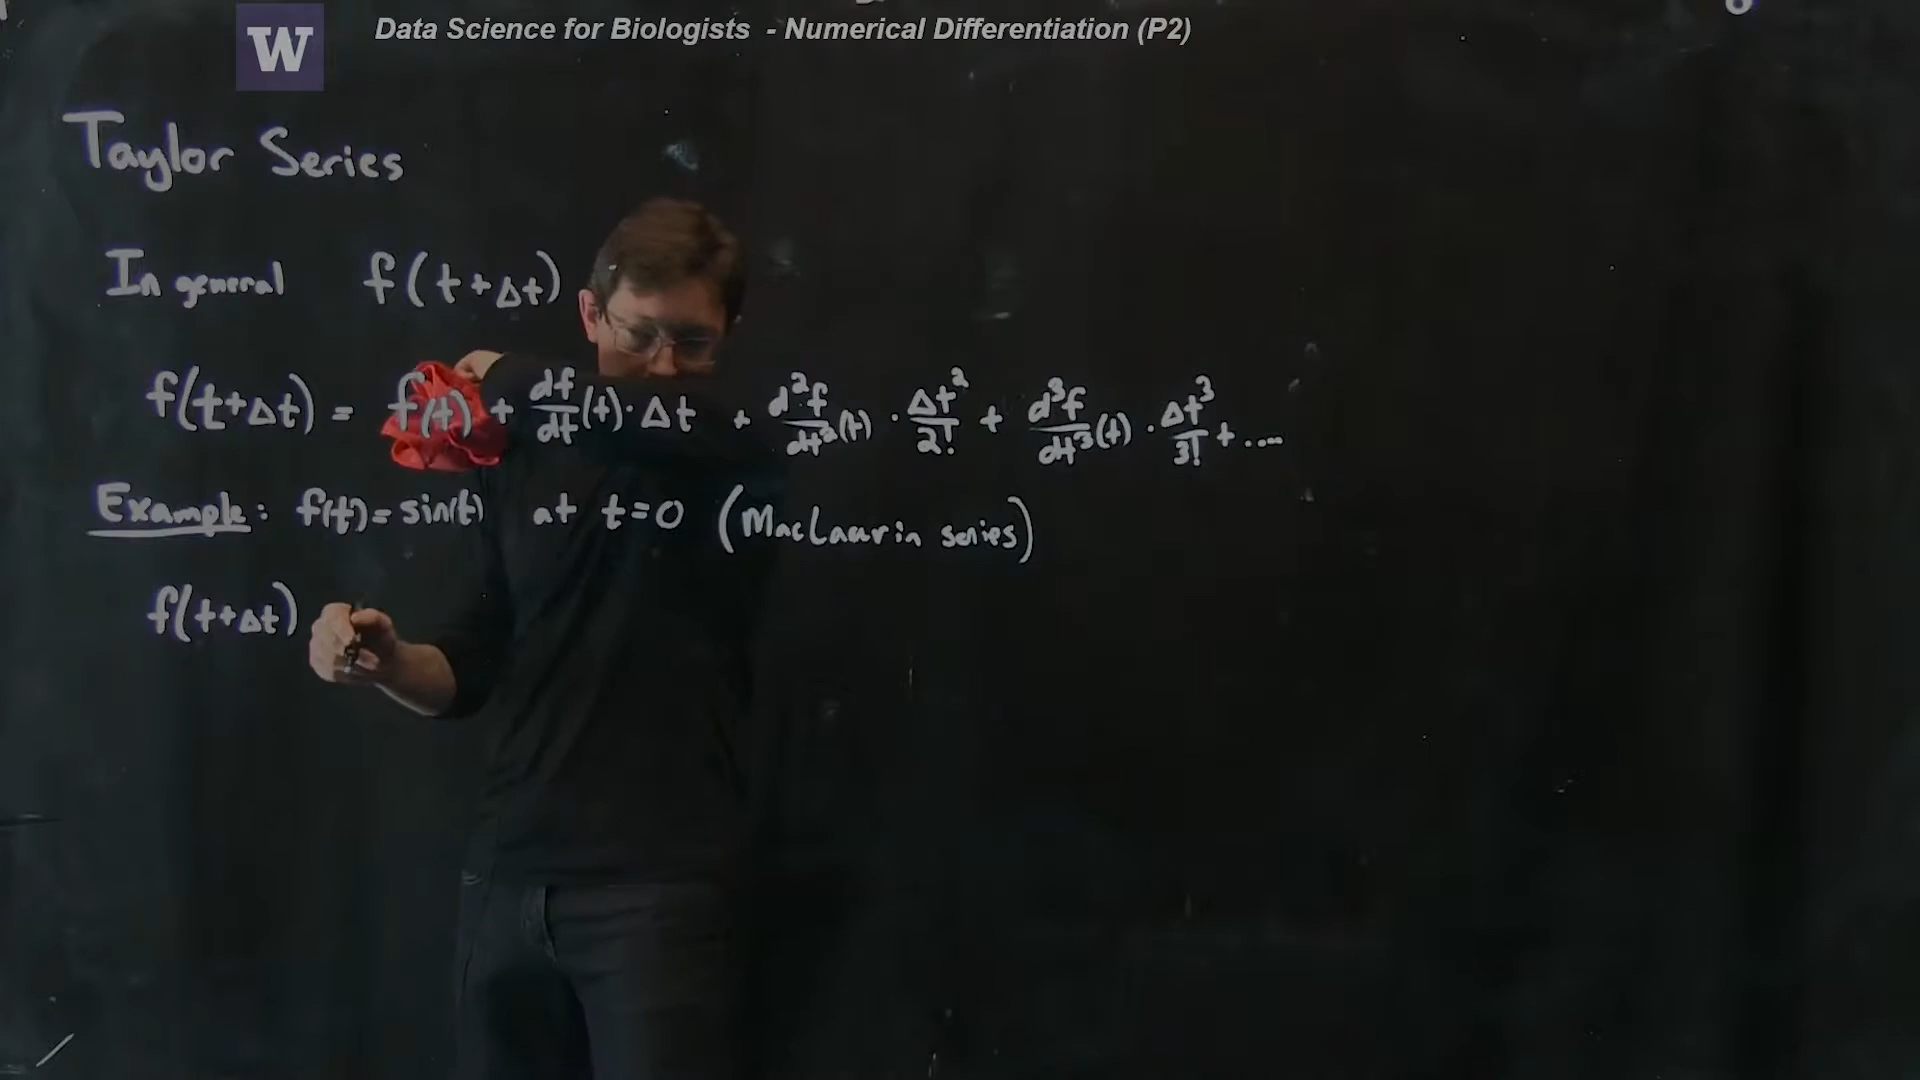 W
Data Science for Biologists - Numerical Differentiation (P2)
Taylor Series
In general f(t+Δt)
f(t+Δt) = f(t) + df/dt (t)·Δt + d²f/dt² (t) · Δt²/2! + d³f/dt³ (t) · Δt³/3! + ....
Example: f(t)=sin(t) at t=0 (MacLaurin series)
f(t+Δt)